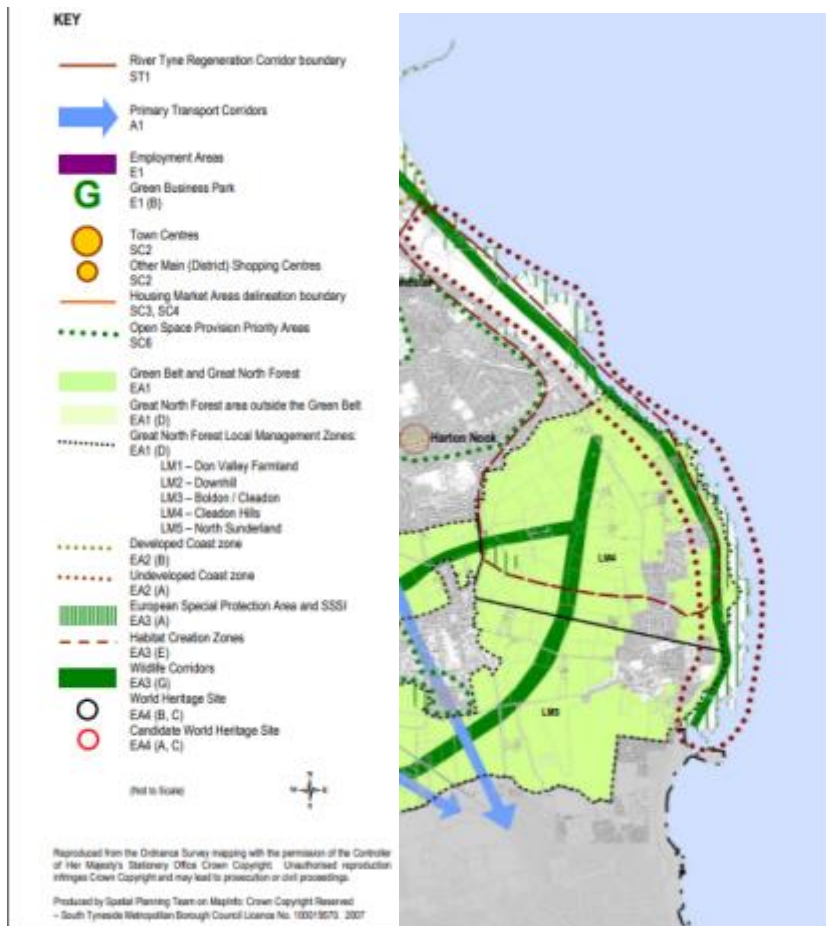 KEY
River Tyne Regeneration Corridor boundary
ST1
Primary Transport Corridors
A1
Employment Areas
E1
G
Green Business Park
E1 (B)
Town Centres
SC2
Other Main (District) Shopping Centres
SC2
Housing Market Areas delineation boundary
SC3, SC4
Open Space Provision Priority Areas
SC6
Green Belt and Great North Forest
EA1
Great North Forest area outside the Green Belt
EA1 (D)
Great North Forest Local Management Zones:
EA1 (D)
LM1 – Don Valley Farmland
LM2 – Downhill
LM3 – Boldon / Cleadon
LM4 – Cleadon Hills
LM5 – North Sunderland
Developed Coast zone
EA2 (B)
Undeveloped Coast zone
EA2 (A)
European Special Protection Area and SSSI
EA3 (A)
Habitat Creation Zones
EA3 (E)
Wildlife Corridors
EA3 (G)
World Heritage Site
EA4 (B, C)
Candidate World Heritage Site
EA4 (A, C)
(Not to Scale)
N
W E
S
Reproduced from the Ordnance Survey mapping with the permission of the Controller
of Her Majesty's Stationery Office Crown Copyright. Unauthorised reproduction
infringes Crown Copyright and may lead to prosecution or civil proceedings.
Produced by Spatial Planning Team on MapInfo: Crown Copyright Reserved
– South Tyneside Metropolitan Borough Council Licence No. 100019570. 2007
Harton Nook
LM4